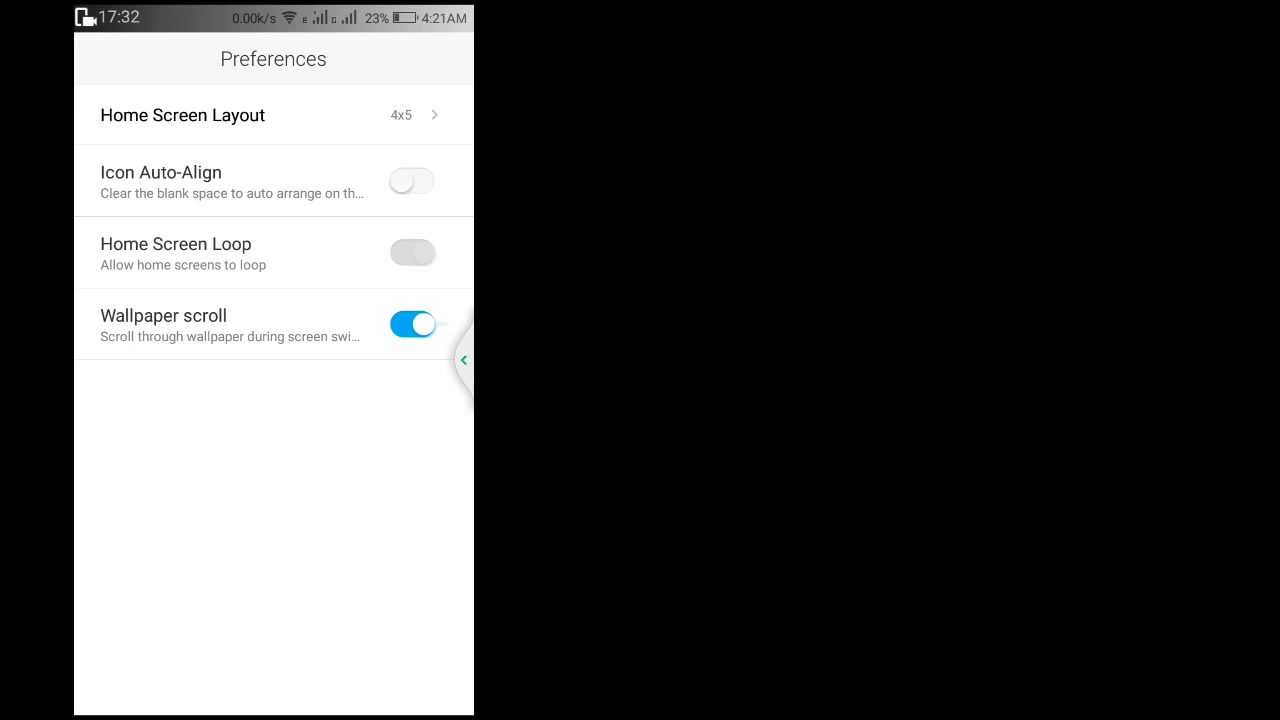 17:32 0.00k/s E G 23% 4:21AM
Preferences
Home Screen Layout 4x5
Icon Auto-Align
Clear the blank space to auto arrange on th...
Home Screen Loop
Allow home screens to loop
Wallpaper scroll
Scroll through wallpaper during screen swi...